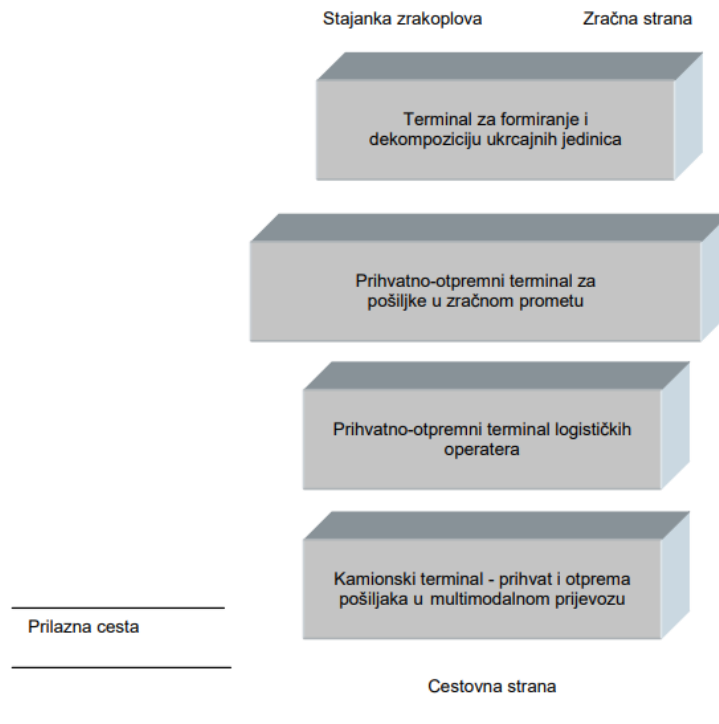 Stajanka zrakoplova
Zračna strana
Terminal za formiranje i
dekompoziciju ukrcajnih jedinica
Prihvatno-otpremni terminal za
pošiljke u zračnom prometu
Prihvatno-otpremni terminal logističkih
operatera
Kamionski terminal - prihvat i otprema
pošiljaka u multimodalnom prijevozu
Prilazna cesta
Cestovna strana